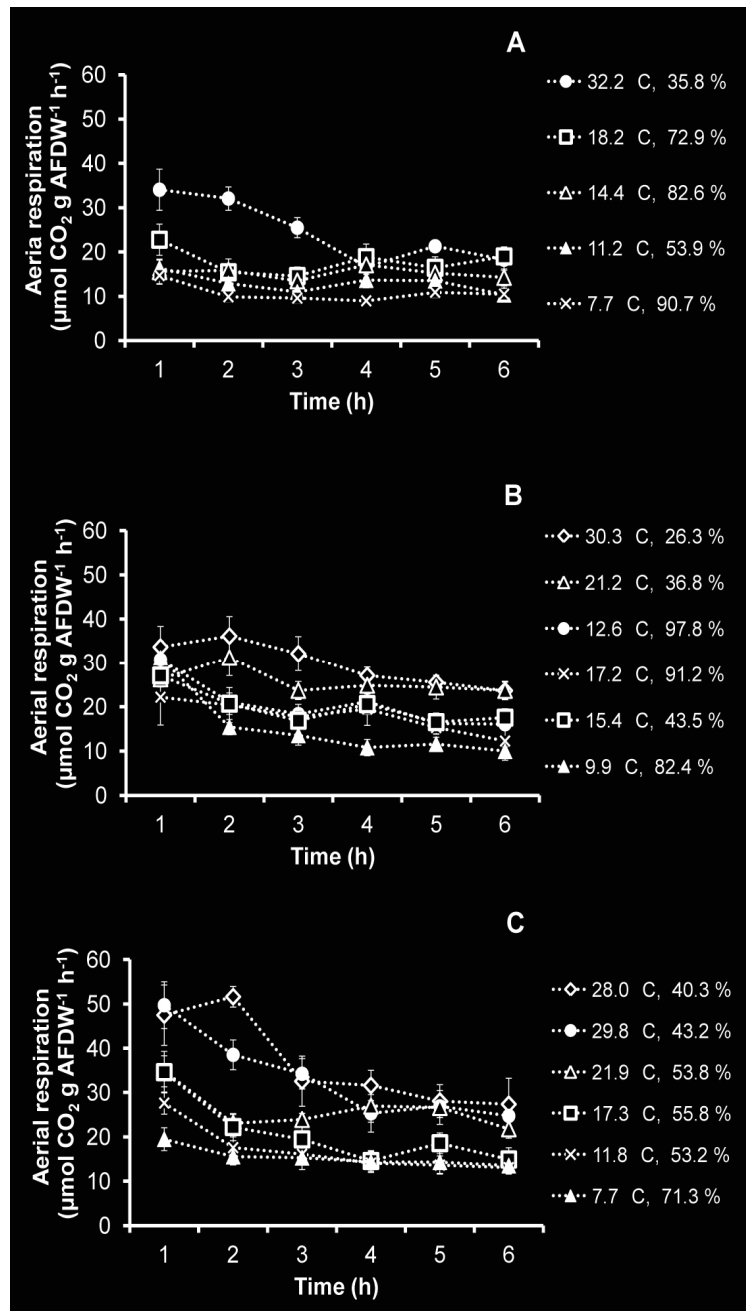 A
60
50
40
30
20
10
0
Aeria respiration
(µmol CO₂ g AFDW⁻¹ h⁻¹)
1 2 3 4 5 6
Time (h)
32.2 C, 35.8 %
18.2 C, 72.9 %
14.4 C, 82.6 %
11.2 C, 53.9 %
7.7 C, 90.7 %
B
60
50
40
30
20
10
0
Aerial respiration
(µmol CO₂ g AFDW⁻¹ h⁻¹)
1 2 3 4 5 6
Time (h)
30.3 C, 26.3 %
21.2 C, 36.8 %
12.6 C, 97.8 %
17.2 C, 91.2 %
15.4 C, 43.5 %
9.9 C, 82.4 %
C
60
50
40
30
20
10
0
Aerial respiration
(µmol CO₂ g AFDW⁻¹ h⁻¹)
1 2 3 4 5 6
Time (h)
28.0 C, 40.3 %
29.8 C, 43.2 %
21.9 C, 53.8 %
17.3 C, 55.8 %
11.8 C, 53.2 %
7.7 C, 71.3 %